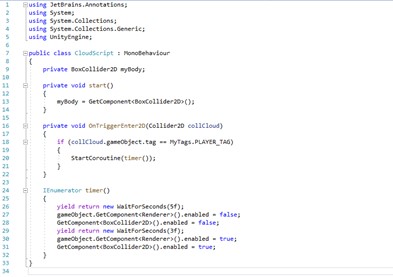 1 using JetBrains.Annotations;
2 using System;
3 using System.Collections;
4 using System.Collections.Generic;
5 using UnityEngine;
6
7 public class CloudScript : MonoBehaviour
8 {
9 private BoxCollider2D myBody;
10
11 private void start()
12 {
13 myBody = GetComponent<BoxCollider2D>();
14 }
15
16 private void OnTriggerEnter2D(Collider2D collCloud)
17 {
18 if (collCloud.gameObject.tag == MyTags.PLAYER_TAG)
19 {
20 StartCoroutine(timer());
21 }
22 }
23
24 IEnumerator timer()
25 {
26 yield return new WaitForSeconds(5f);
27 gameObject.GetComponent<Renderer>().enabled = false;
28 GetComponent<BoxCollider2D>().enabled = false;
29 yield return new WaitForSeconds(3f);
30 gameObject.GetComponent<Renderer>().enabled = true;
31 GetComponent<BoxCollider2D>().enabled = true;
32 }
33 }
34